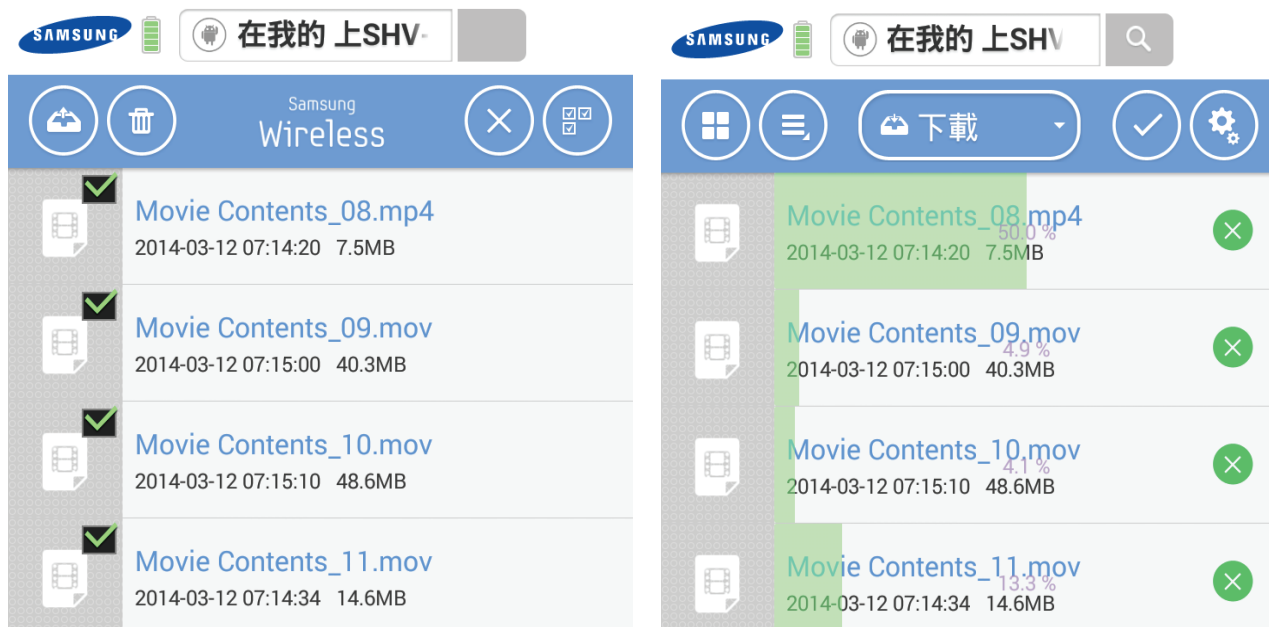 SAMSUNG
在我的 上SHV-
Samsung
Wireless
Movie Contents_08.mp4
2014-03-12 07:14:20 7.5MB
Movie Contents_09.mov
2014-03-12 07:15:00 40.3MB
Movie Contents_10.mov
2014-03-12 07:15:10 48.6MB
Movie Contents_11.mov
2014-03-12 07:14:34 14.6MB
SAMSUNG
在我的 上SHV
下載
Movie Contents_08.mp4
50.0 %
2014-03-12 07:14:20 7.5MB
Movie Contents_09.mov
4.9 %
2014-03-12 07:15:00 40.3MB
Movie Contents_10.mov
4.1 %
2014-03-12 07:15:10 48.6MB
Movie Contents_11.mov
13.3 %
2014-03-12 07:14:34 14.6MB